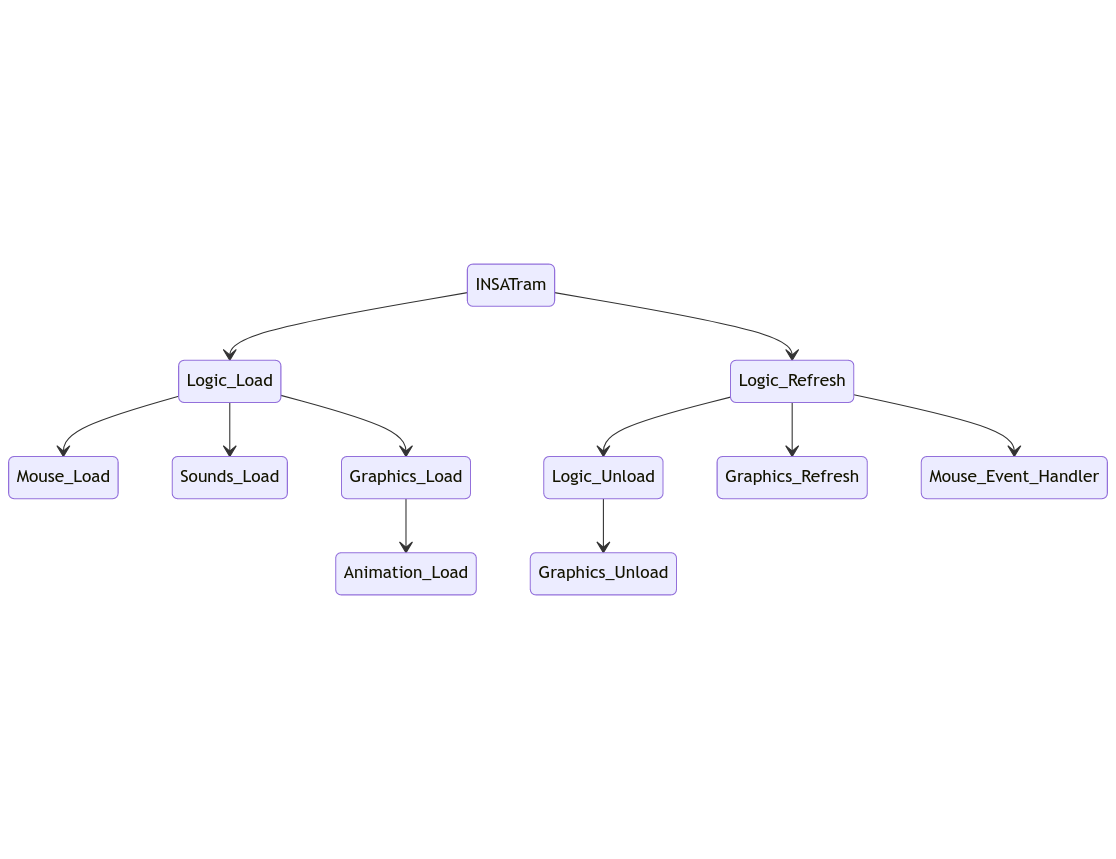 INSATram
Logic_Load
Logic_Refresh
Mouse_Load
Sounds_Load
Graphics_Load
Logic_Unload
Graphics_Refresh
Mouse_Event_Handler
Animation_Load
Graphics_Unload